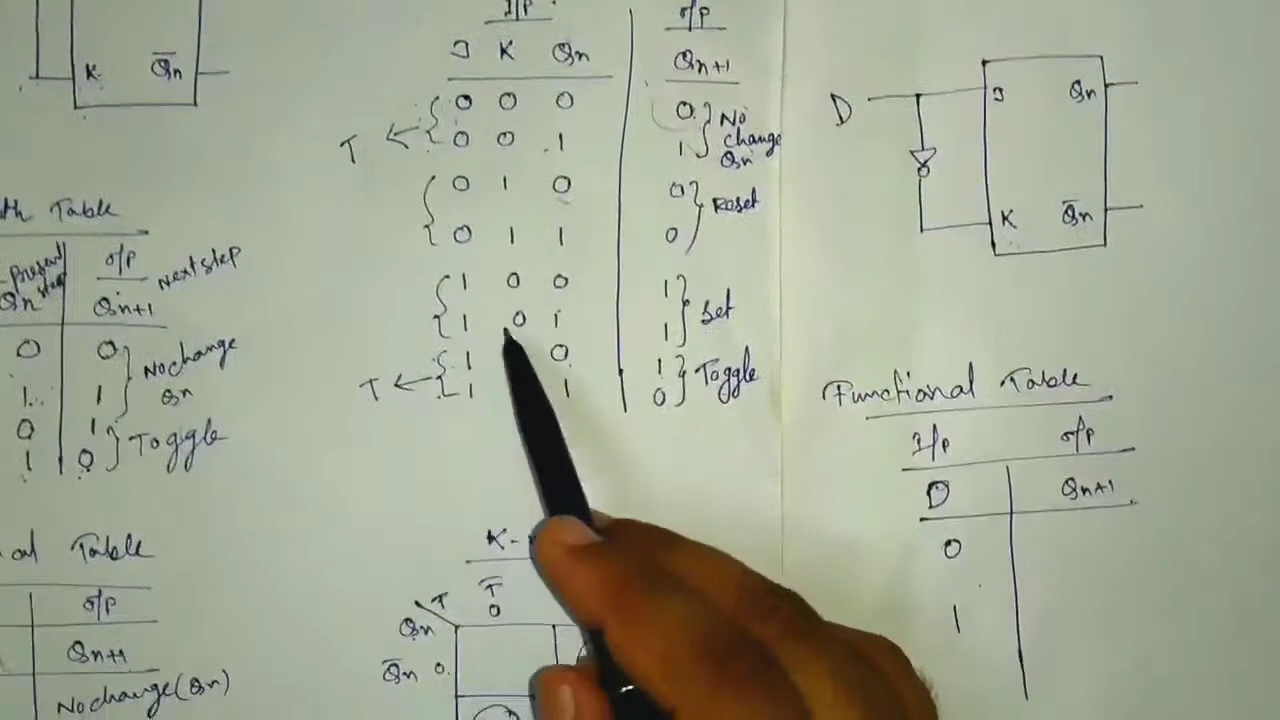 K Q̅n
th Table
present
Qn
o/p
Next step
Qn+1
0 0
1 1
No change
Qn
0 1
1 0
Toggle
al Table
o/p
Qn+1
No change (Qn)
I/p o/p
J K Qn Qn+1
0 0 0 0
T ← 0 0 1 1
No
change
Qn
0 1 0 0
0 1 1 0
Reset
1 0 0 1
1 0 1 1
Set
1 0 1
T ← 1 1 0
Toggle
K-
T̅
T 0
Qn
Q̅n 0
D J Qn
K Q̅n
Functional Table
I/p o/p
D Qn+1
0
1